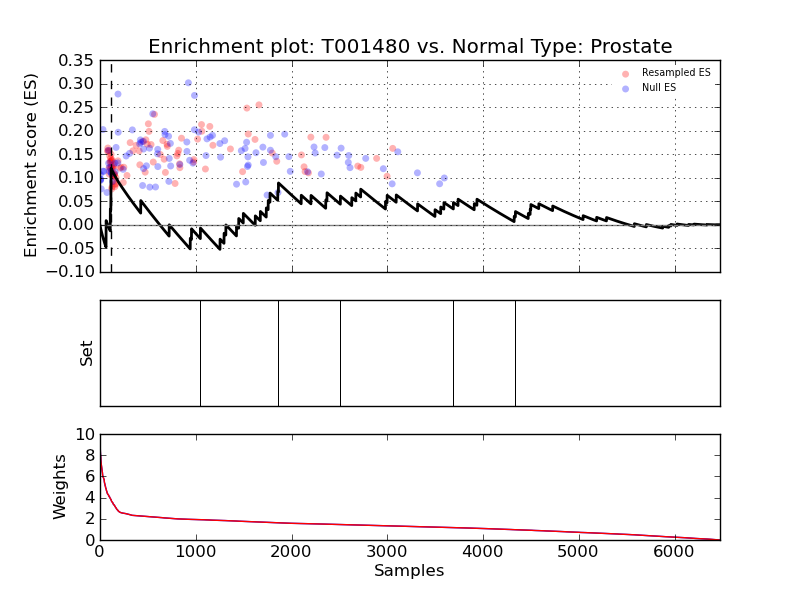 Enrichment plot: T001480 vs. Normal Type: Prostate
Enrichment score (ES)
0.35
0.30
0.25
0.20
0.15
0.10
0.05
0.00
−0.05
−0.10
Resampled ES
Null ES
Set
Weights
10
8
6
4
2
0
0 1000 2000 3000 4000 5000 6000
Samples